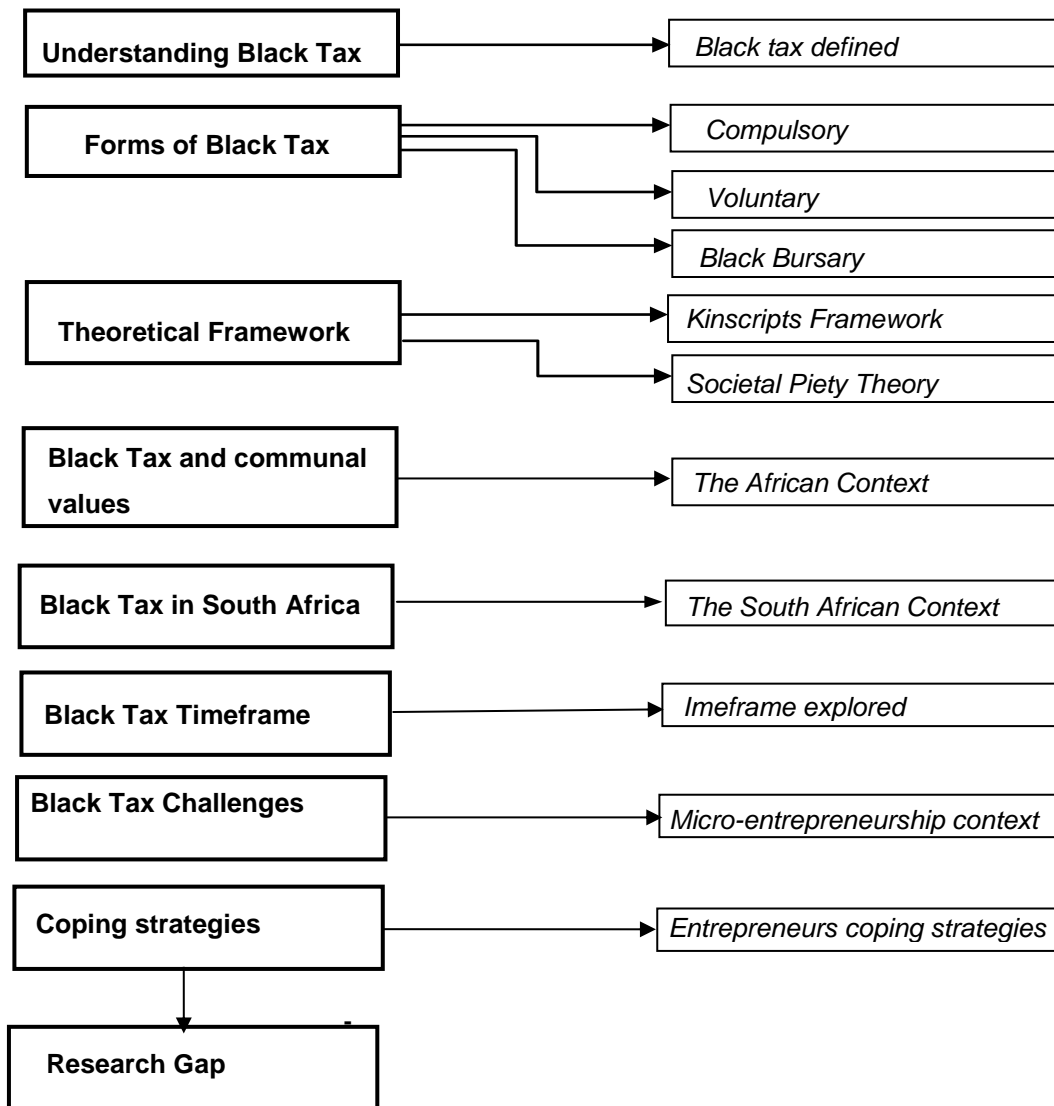 Understanding Black Tax
Black tax defined
Forms of Black Tax
Compulsory
Voluntary
Black Bursary
Theoretical Framework
Kinscripts Framework
Societal Piety Theory
Black Tax and communal
values
The African Context
Black Tax in South Africa
The South African Context
Black Tax Timeframe
Imeframe explored
Black Tax Challenges
Micro-entrepreneurship context
Coping strategies
Entrepreneurs coping strategies
-
Research Gap